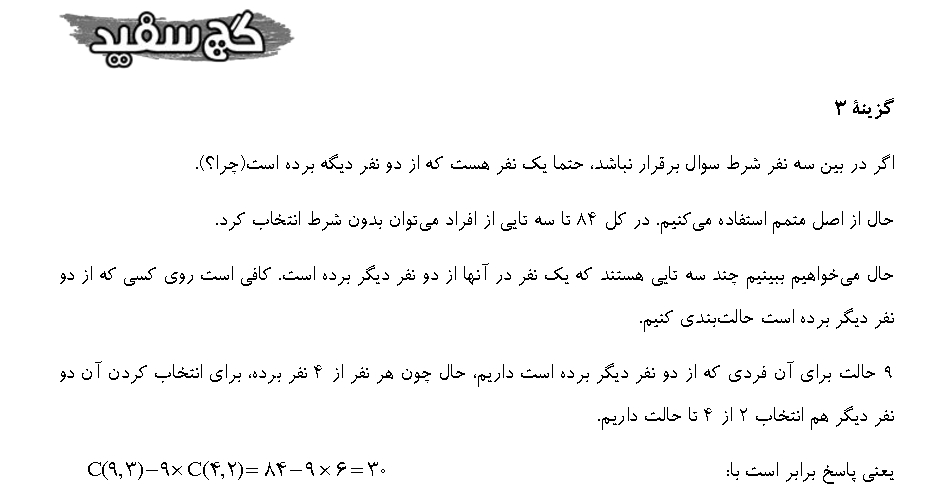 گچ سفید
گزینهٔ ۳
اگر در بین سه نفر شرط سوال برقرار نباشد، حتما یک نفر هست که از دو نفر دیگه برده است(چرا؟).
حال از اصل متمم استفاده می‌کنیم. در کل ۸۴ تا سه تایی از افراد می‌توان بدون شرط انتخاب کرد.
حال می‌خواهیم ببینیم چند سه تایی هستند که یک نفر در آنها از دو نفر دیگر برده است. کافی است روی کسی که از دو
نفر دیگر برده است حالت‌بندی کنیم.
۹ حالت برای آن فردی که از دو نفر دیگر برده است داریم، حال چون هر نفر از ۴ نفر برده، برای انتخاب کردن آن دو
نفر دیگر هم انتخاب ۲ از ۴ تا حالت داریم.
یعنی پاسخ برابر است با: C(۹,۳)−۹×C(۴,۲)=۸۴−۹×۶=۳۰